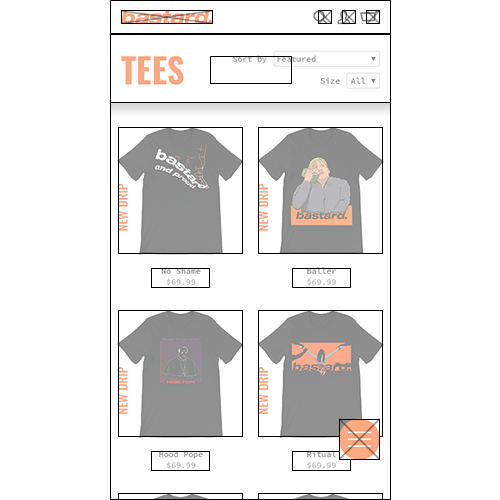 bastard
TEES
Sort by Featured
Size All
NEW DRIP
bastard.
and proud
NEW DRIP
bastard.
No Shame
$69.99
Baller
$69.99
NEW DRIP
HOOD POPE
NEW DRIP
bastard.
Hood Pope
$69.99
Ritual
$69.99